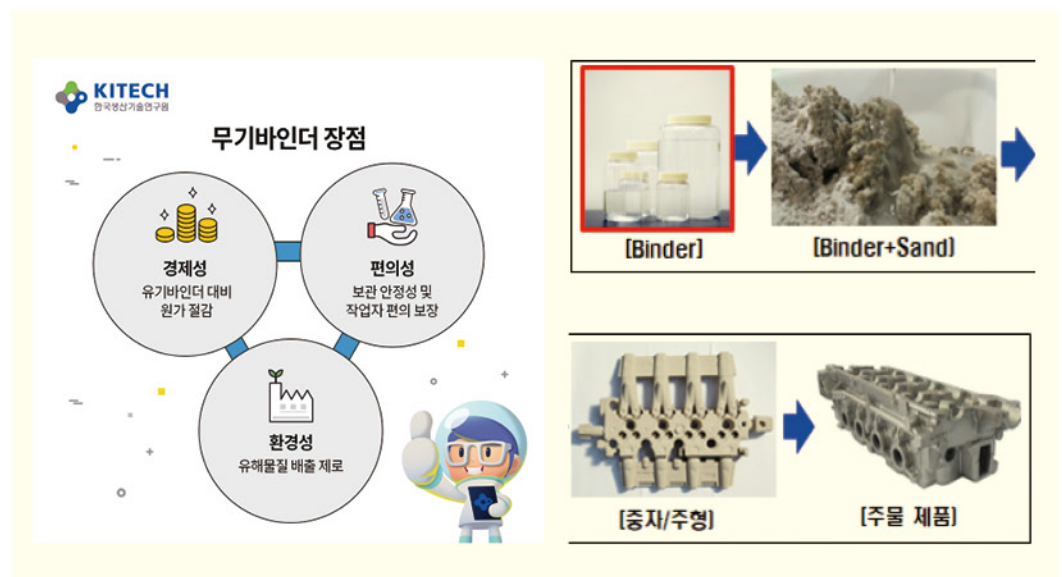 KITECH
한국생산기술연구원
무기바인더 장점
경제성
유기바인더 대비
원가 절감
편의성
보관 안정성 및
작업자 편의 보장
환경성
유해물질 배출 제로
[Binder]
[Binder+Sand]
[중자/주형]
[주물 제품]